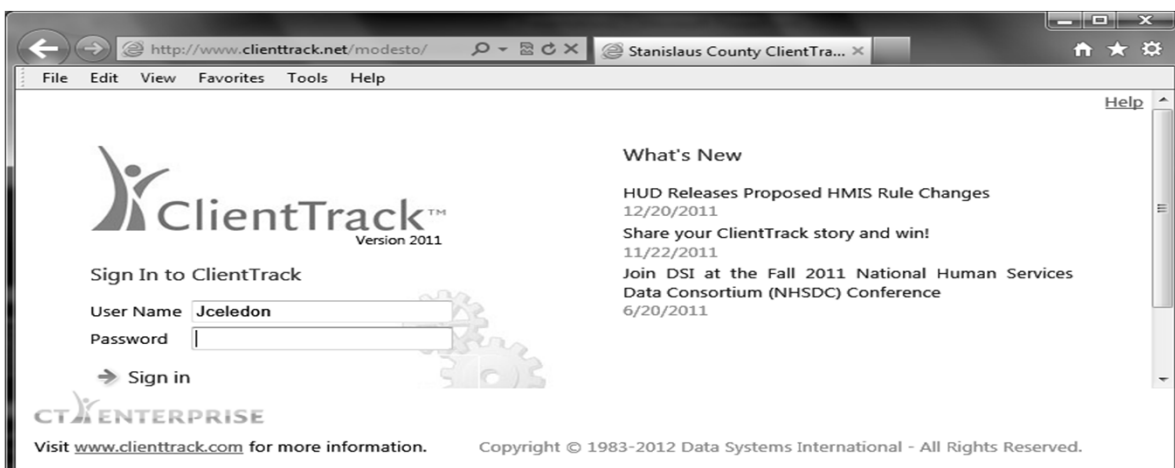 http://www.clienttrack.net/modesto/
Stanislaus County ClientTra...
File Edit View Favorites Tools Help
Help
ClientTrack™
Version 2011
Sign In to ClientTrack
User Name Jceledon
Password
Sign in
What's New
HUD Releases Proposed HMIS Rule Changes
12/20/2011
Share your ClientTrack story and win!
11/22/2011
Join DSI at the Fall 2011 National Human Services
Data Consortium (NHSDC) Conference
6/20/2011
CT ENTERPRISE
Visit www.clienttrack.com for more information.
Copyright © 1983-2012 Data Systems International - All Rights Reserved.